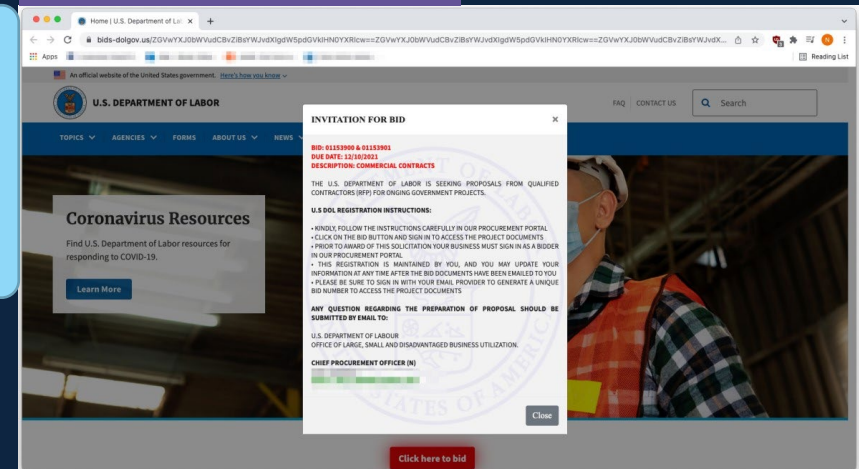 Home | U.S. Department of La
bids-dolgov.us/
Apps
Reading List
An official website of the United States government. Here's how you know
U.S. DEPARTMENT OF LABOR
FAQ CONTACT US Search
TOPICS AGENCIES FORMS ABOUT US NEWS
Coronavirus Resources
Find U.S. Department of Labor resources for
responding to COVID-19.
Learn More
INVITATION FOR BID
BID: 01153900 & 01153901
DUE DATE: 12/10/2021
DESCRIPTION: COMMERCIAL CONTRACTS
THE U.S. DEPARTMENT OF LABOR IS SEEKING PROPOSALS FROM QUALIFIED
CONTRACTORS (RFP) FOR ONGING GOVERNMENT PROJECTS.
U.S DOL REGISTRATION INSTRUCTIONS:
• KINDLY, FOLLOW THE INSTRUCTIONS CAREFULLY IN OUR PROCUREMENT PORTAL
• CLICK ON THE BID BUTTON AND SIGN IN TO ACCESS THE PROJECT DOCUMENTS
• PRIOR TO AWARD OF THIS SOLICITATION YOUR BUSINESS MUST SIGN IN AS A BIDDER
IN OUR PROCUREMENT PORTAL
• THIS REGISTRATION IS MAINTAINED BY YOU, AND YOU MAY UPDATE YOUR
INFORMATION AT ANY TIME AFTER THE BID DOCUMENTS HAVE BEEN EMAILED TO YOU
• PLEASE BE SURE TO SIGN IN WITH YOUR EMAIL PROVIDER TO GENERATE A UNIQUE
BID NUMBER TO ACCESS THE PROJECT DOCUMENTS
ANY QUESTION REGARDING THE PREPARATION OF PROPOSAL SHOULD BE
SUBMITTED BY EMAIL TO:
U.S. DEPARTMENT OF LABOUR
OFFICE OF LARGE, SMALL AND DISADVANTAGED BUSINESS UTILIZATION.
CHIEF PROCUREMENT OFFICER (N)
Close
Click here to bid